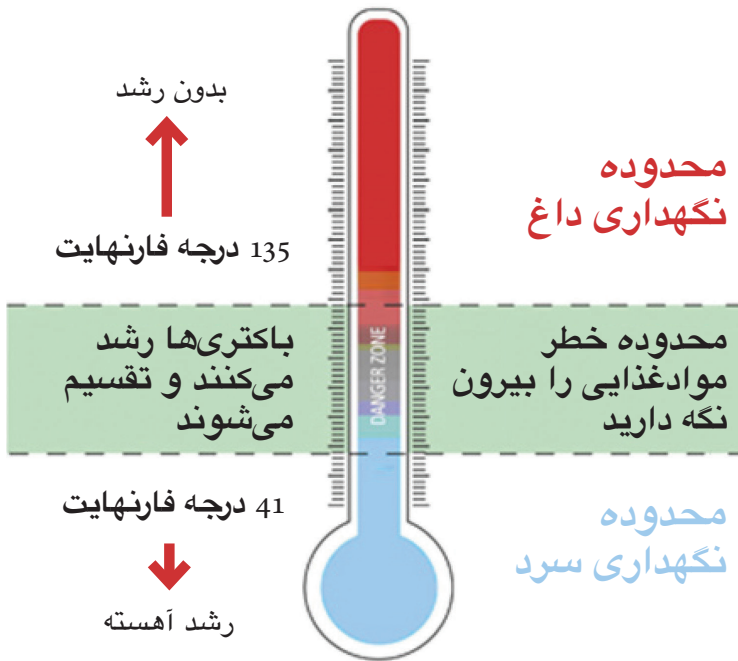 بدون رشد
135 درجه فارنهایت
محدوده
نگهداری داغ
باکتری‌ها رشد
می‌کنند و تقسیم
می‌شوند
DANGER ZONE
محدوده خطر
موادغذایی را بیرون
نگه دارید
41 درجه فارنهایت
رشد آهسته
محدوده
نگهداری سرد